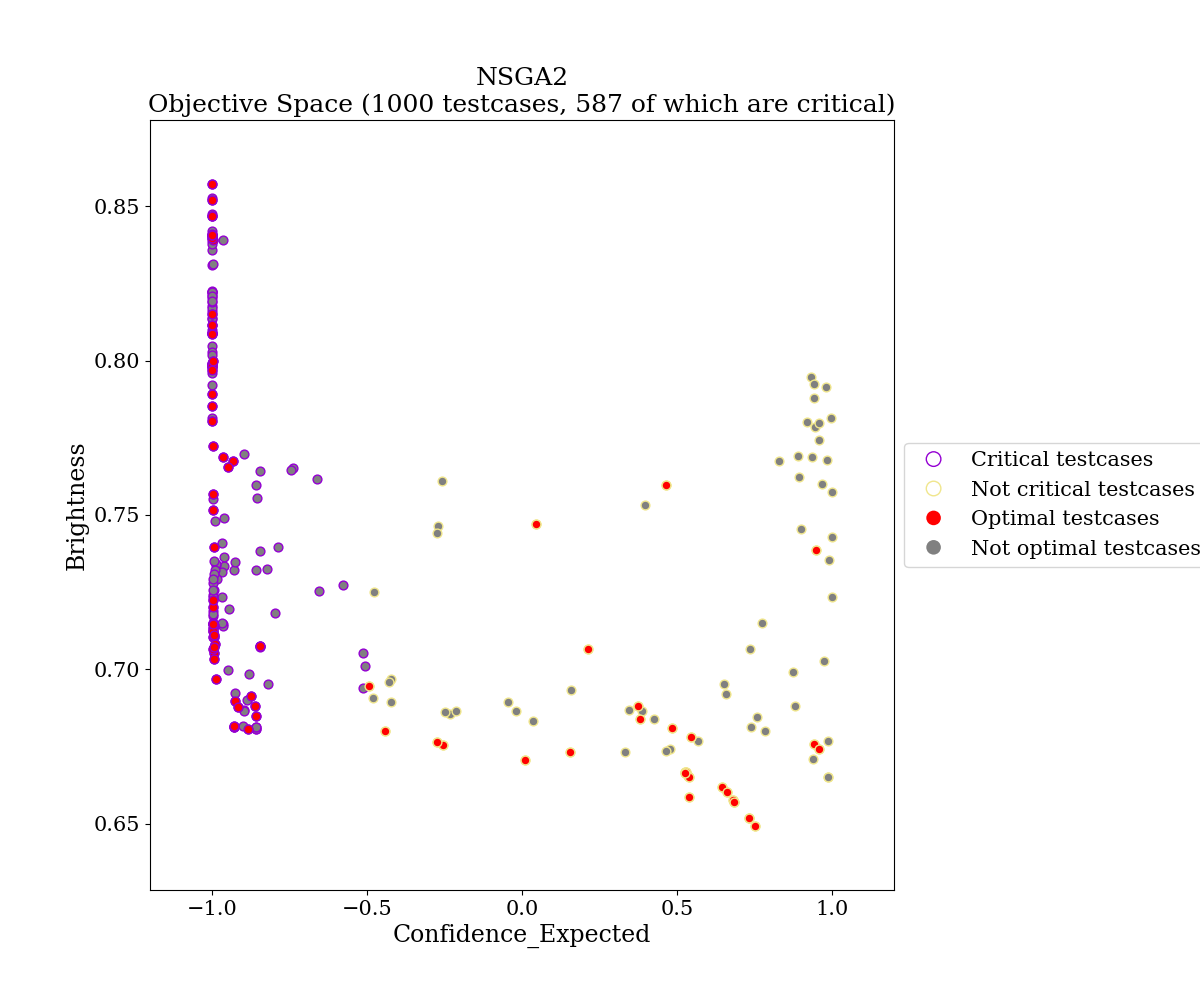 NSGA2
Objective Space (1000 testcases, 587 of which are critical)
0.85
0.80
0.75
0.70
0.65
Brightness
−1.0 −0.5 0.0 0.5 1.0
Confidence_Expected
Critical testcases
Not critical testcases
Optimal testcases
Not optimal testcases